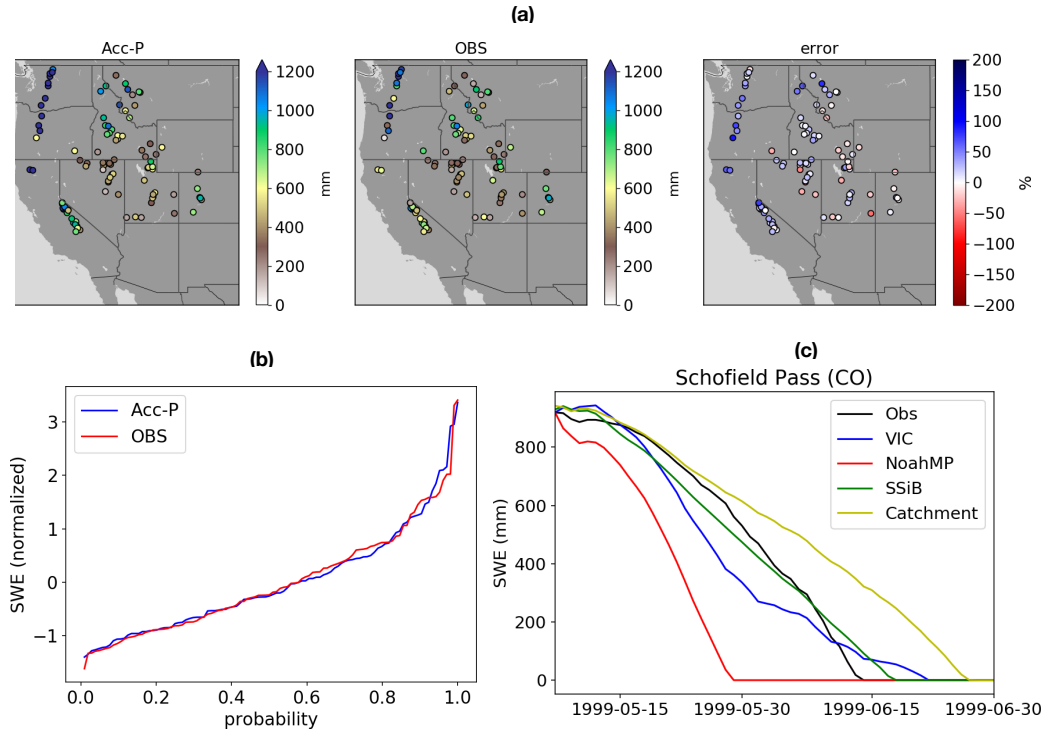 (a)
Acc-P
OBS
error
1200
1000
800
600
400
200
0
mm
1200
1000
800
600
400
200
0
mm
200
150
100
50
0
−50
−100
−150
−200
%
(b)
Acc-P
OBS
3
2
1
0
−1
SWE (normalized)
0.0 0.2 0.4 0.6 0.8 1.0
probability
(c)
Schofield Pass (CO)
Obs
VIC
NoahMP
SSiB
Catchment
800
600
400
200
0
SWE (mm)
1999-05-15 1999-05-30 1999-06-15 1999-06-30